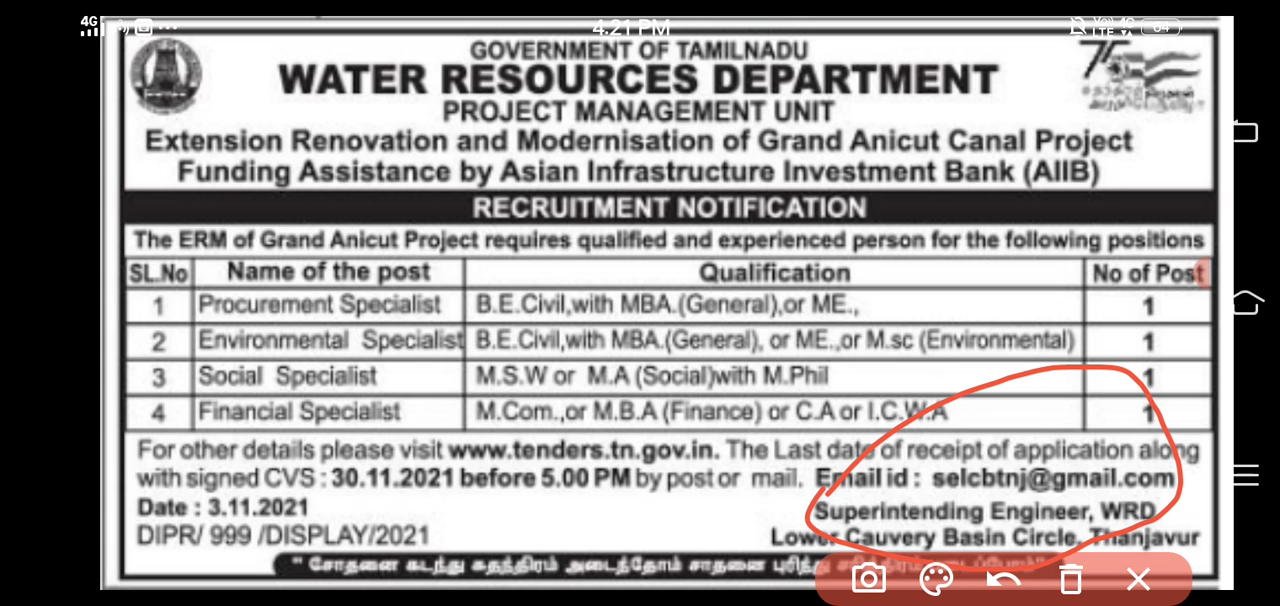 4G
4:21 PM
64
GOVERNMENT OF TAMILNADU
WATER RESOURCES DEPARTMENT
PROJECT MANAGEMENT UNIT
Extension Renovation and Modernisation of Grand Anicut Canal Project
Funding Assistance by Asian Infrastructure Investment Bank (AIIB)
RECRUITMENT NOTIFICATION
The ERM of Grand Anicut Project requires qualified and experienced person for the following positions
SL.No Name of the post Qualification No of Post
1 Procurement Specialist B.E.Civil,with MBA.(General),or ME., 1
2 Environmental Specialist B.E.Civil,with MBA.(General), or ME.,or M.sc (Environmental) 1
3 Social Specialist M.S.W or M.A (Social)with M.Phil 1
4 Financial Specialist M.Com.,or M.B.A (Finance) or C.A or I.C.W.A 1
For other details please visit www.tenders.tn.gov.in. The Last date of receipt of application along
with signed CVS : 30.11.2021 before 5.00 PM by post or mail. Email id : selcbtnj@gmail.com
Date : 3.11.2021
Superintending Engineer, WRD
DIPR/ 999 /DISPLAY/2021
Lower Cauvery Basin Circle, Thanjavur
" சோதனை கடந்து சுதந்திரம் அடைந்தோம் சாதனை புரிந்து